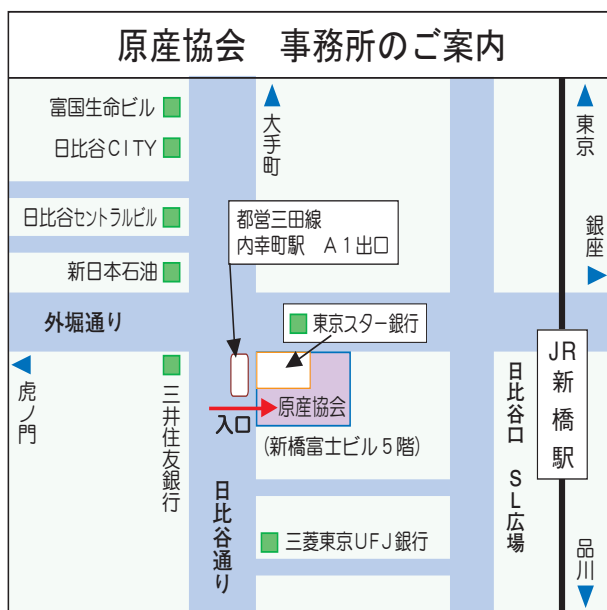 原産協会　事務所のご案内
富国生命ビル
日比谷CITY
大手町
東京
日比谷セントラルビル
都営三田線
内幸町駅　A1出口
銀座
新日本石油
外堀通り
東京スター銀行
JR新橋駅
虎ノ門
三井住友銀行
入口
原産協会
(新橋富士ビル5階)
日比谷口　SL広場
日比谷通り
三菱東京UFJ銀行
品川